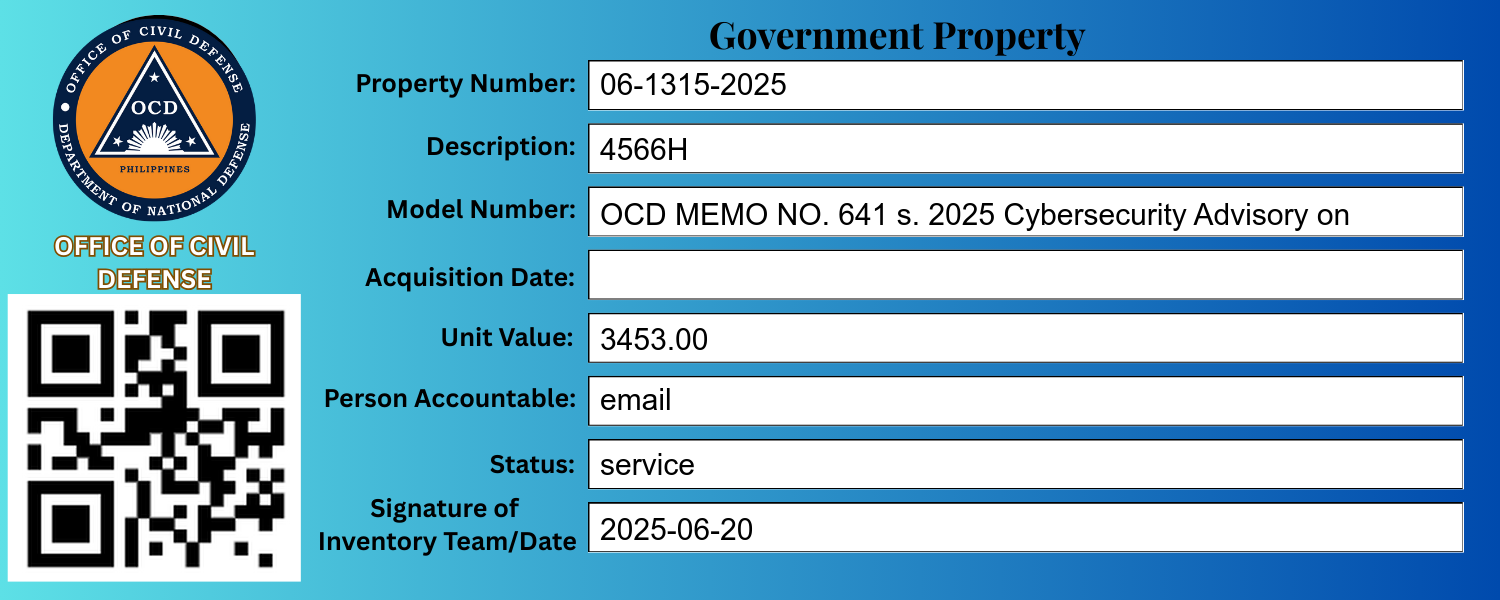 OFFICE OF CIVIL DEFENSE
DEPARTMENT OF NATIONAL DEFENSE
OCD
PHILIPPINES
OFFICE OF CIVIL
DEFENSE
Government Property
Property Number: 06-1315-2025
Description: 4566H
Model Number: OCD MEMO NO. 641 s. 2025 Cybersecurity Advisory on
Acquisition Date:
Unit Value: 3453.00
Person Accountable: email
Status: service
Signature of
Inventory Team/Date 2025-06-20